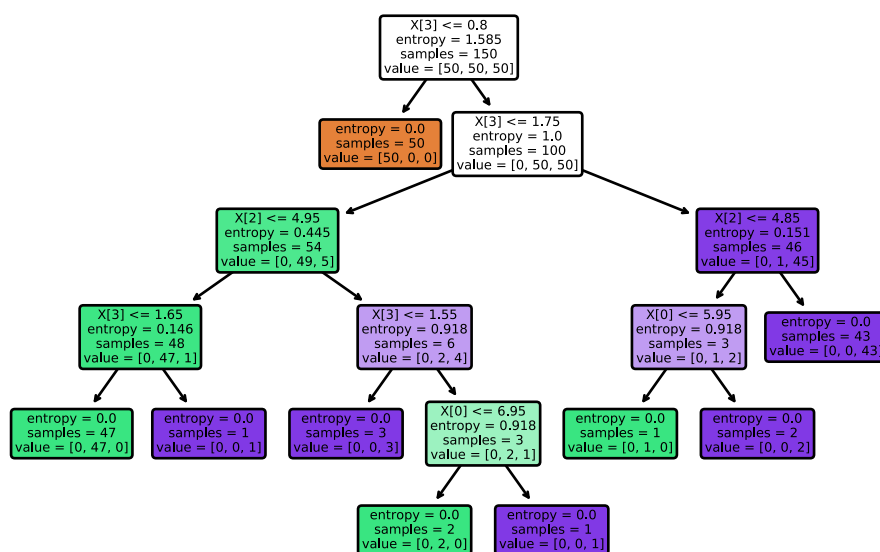 X[3] <= 0.8
entropy = 1.585
samples = 150
value = [50, 50, 50]
entropy = 0.0
samples = 50
value = [50, 0, 0]
X[3] <= 1.75
entropy = 1.0
samples = 100
value = [0, 50, 50]
X[2] <= 4.95
entropy = 0.445
samples = 54
value = [0, 49, 5]
X[2] <= 4.85
entropy = 0.151
samples = 46
value = [0, 1, 45]
X[3] <= 1.65
entropy = 0.146
samples = 48
value = [0, 47, 1]
X[3] <= 1.55
entropy = 0.918
samples = 6
value = [0, 2, 4]
X[0] <= 5.95
entropy = 0.918
samples = 3
value = [0, 1, 2]
entropy = 0.0
samples = 43
value = [0, 0, 43]
entropy = 0.0
samples = 47
value = [0, 47, 0]
entropy = 0.0
samples = 1
value = [0, 0, 1]
entropy = 0.0
samples = 3
value = [0, 0, 3]
X[0] <= 6.95
entropy = 0.918
samples = 3
value = [0, 2, 1]
entropy = 0.0
samples = 1
value = [0, 1, 0]
entropy = 0.0
samples = 2
value = [0, 0, 2]
entropy = 0.0
samples = 2
value = [0, 2, 0]
entropy = 0.0
samples = 1
value = [0, 0, 1]